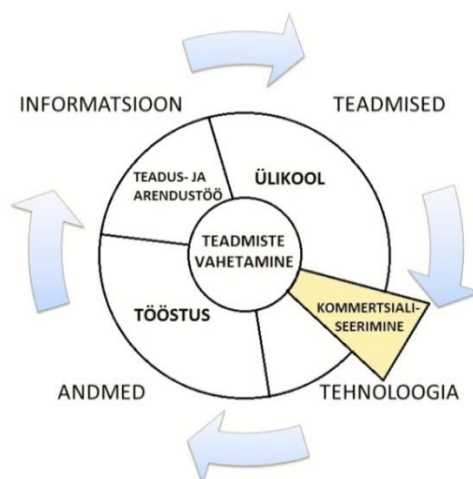 INFORMATSIOON
TEADMISED
TEADUS- JA
ARENDUSTÖÖ
ÜLIKOOL
TEADMISTE
VAHETAMINE
KOMMERTSIALI-
SEERIMINE
TÖÖSTUS
ANDMED
TEHNOLOOGIA